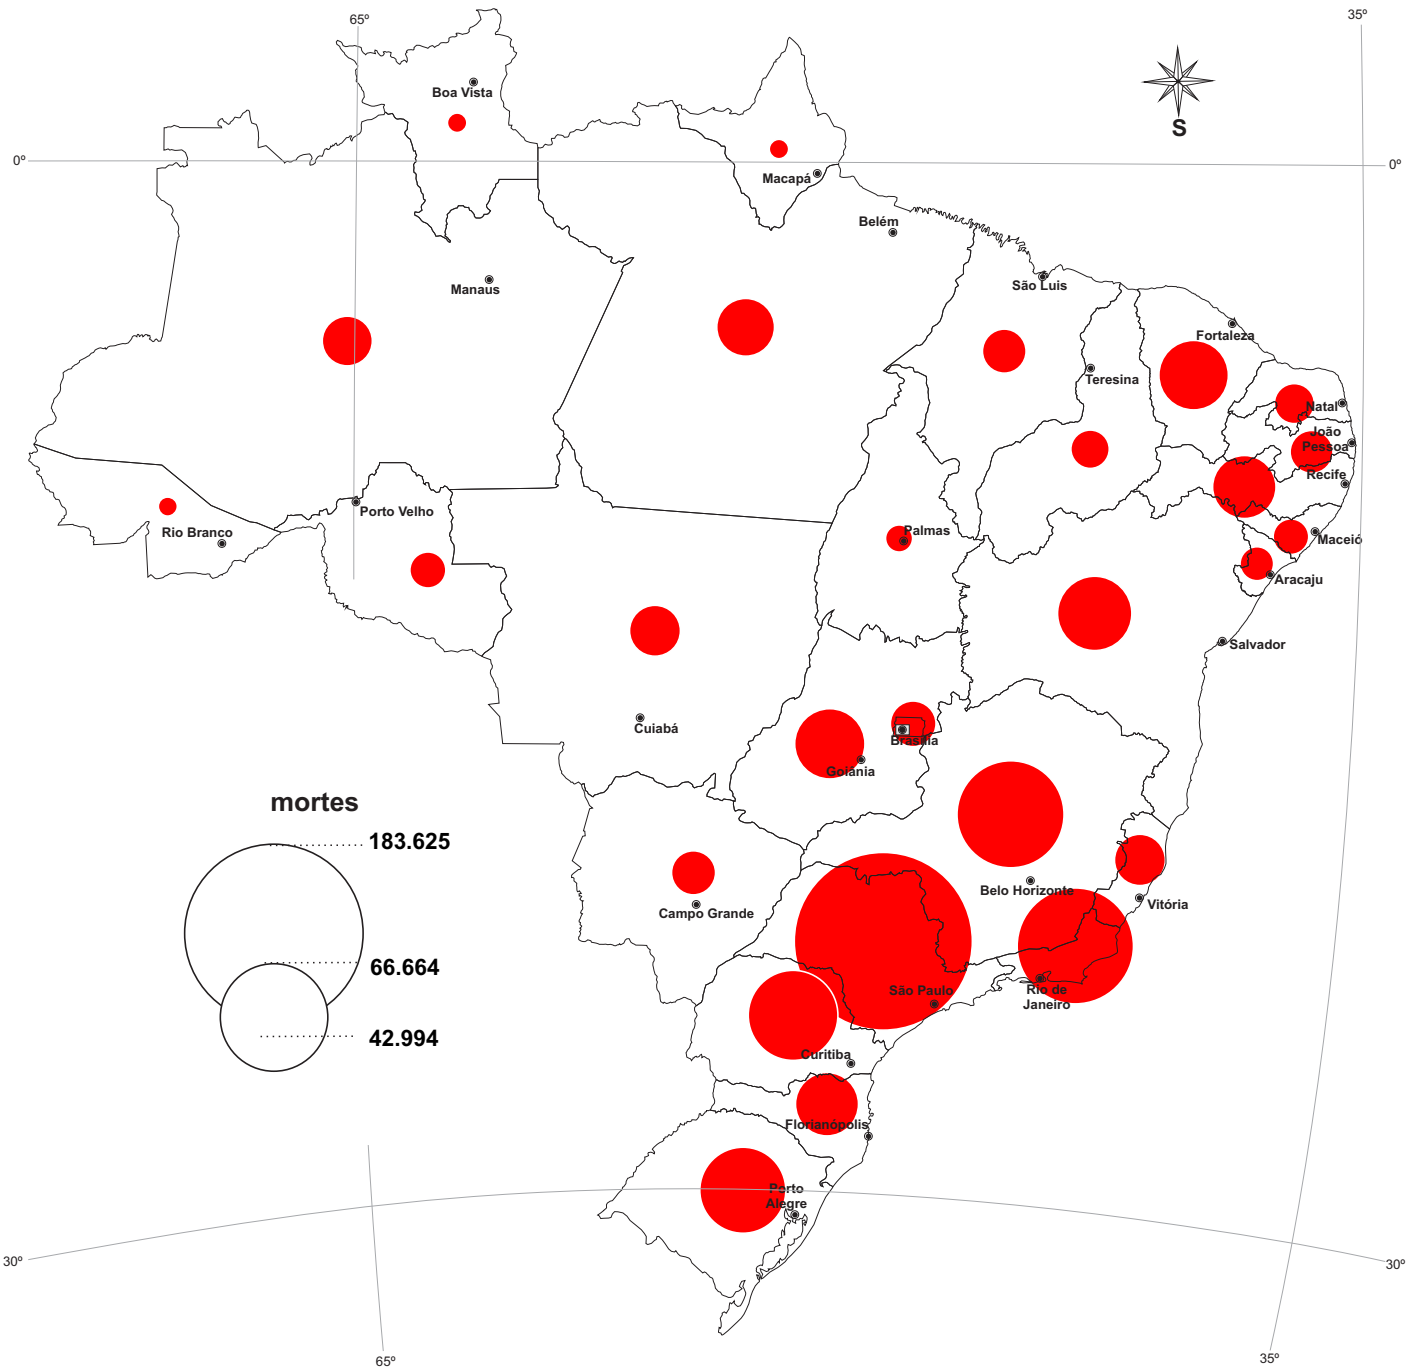 65º
35º
Boa Vista
S
0º
0º
Macapá
Belém
São Luis
Manaus
Fortaleza
Teresina
Natal
João
Pessoa
Recife
Porto Velho
Rio Branco
Palmas
Maceió
Aracaju
Salvador
Cuiabá
Brasília
Goiánia
mortes
183.625
66.664
42.994
Belo Horizonte
Campo Grande
Vitória
São Paulo
Rio de
Janeiro
Curitiba
Florianópolis
Porto
Alegre
30º
30º
65º
35º